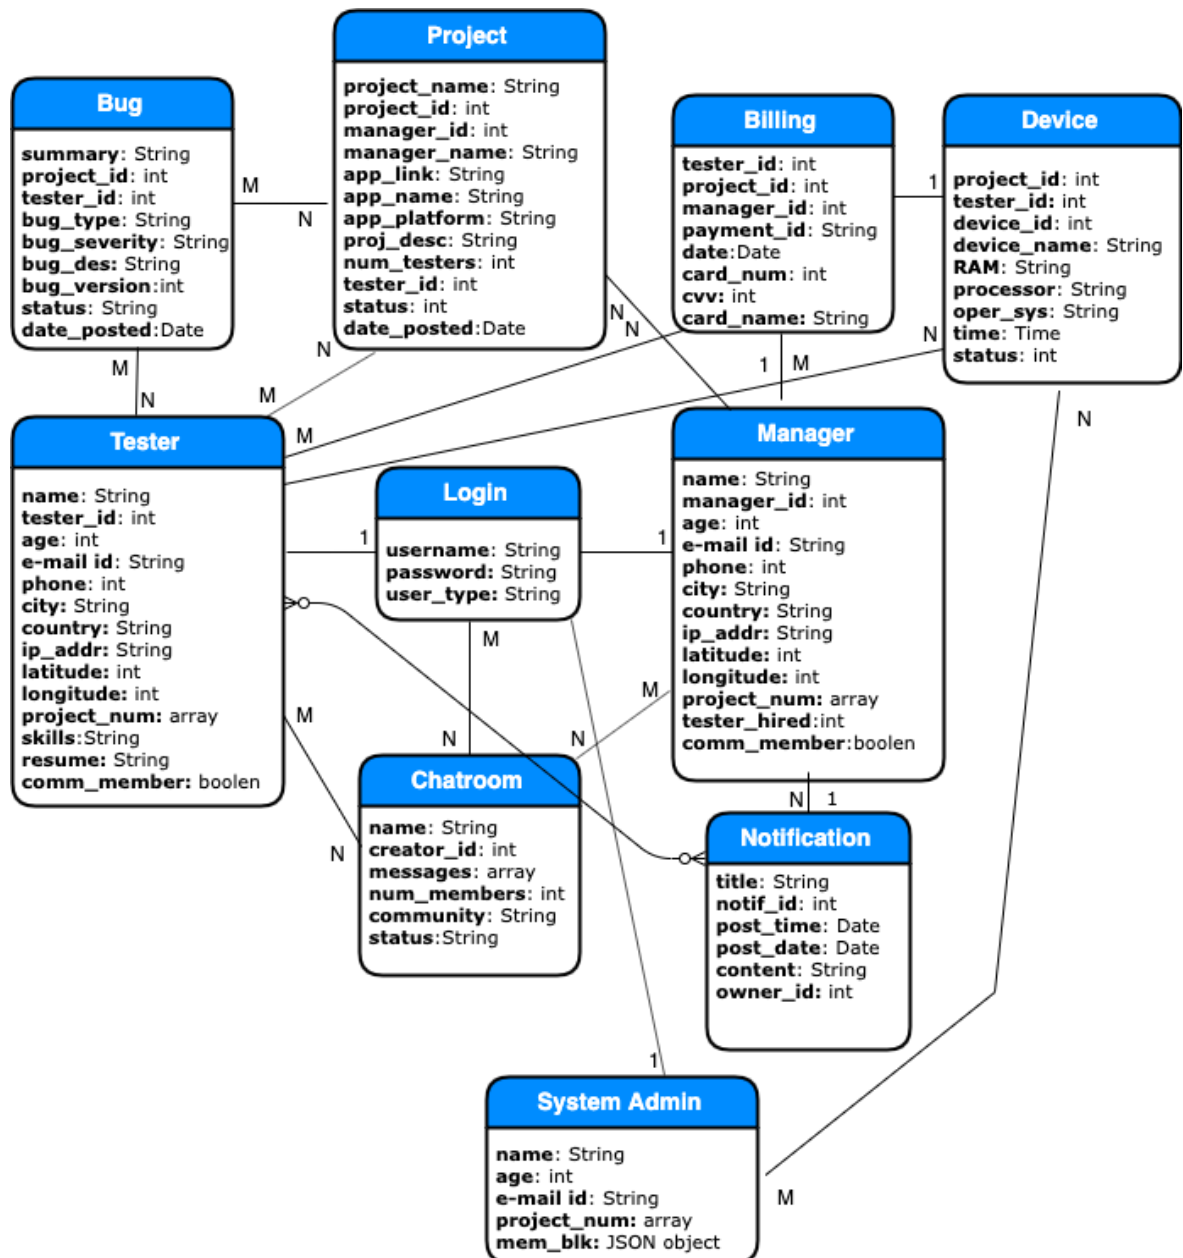 Project
project_name: String
project_id: int
manager_id: int
manager_name: String
app_link: String
app_name: String
app_platform: String
proj_desc: String
num_testers: int
tester_id: int
status: int
date_posted:Date
Bug
summary: String
project_id: int
tester_id: int
bug_type: String
bug_severity: String
bug_des: String
bug_version:int
status: String
date_posted:Date
M
N
Billing
tester_id: int
project_id: int
manager_id: int
payment_id: String
date:Date
card_num: int
cvv: int
card_name: String
1
Device
project_id: int
tester_id: int
device_id: int
device_name: String
RAM: String
processor: String
oper_sys: String
time: Time
status: int
N
N
N
N
M
M
N
M
M
1
M
N
Tester
name: String
tester_id: int
age: int
e-mail id: String
phone: int
city: String
country: String
ip_addr: String
latitude: int
longitude: int
project_num: array
skills:String
resume: String
comm_member: boolen
Login
username: String
password: String
user_type: String
1
1
M
N
Manager
name: String
manager_id: int
age: int
e-mail id: String
phone: int
city: String
country: String
ip_addr: String
latitude: int
longitude: int
project_num: array
tester_hired:int
comm_member:boolen
M
N
M
N
Chatroom
name: String
creator_id: int
messages: array
num_members: int
community: String
status:String
N
1
Notification
title: String
notif_id: int
post_time: Date
post_date: Date
content: String
owner_id: int
1
System Admin
name: String
age: int
e-mail id: String
project_num: array
mem_blk: JSON object
M